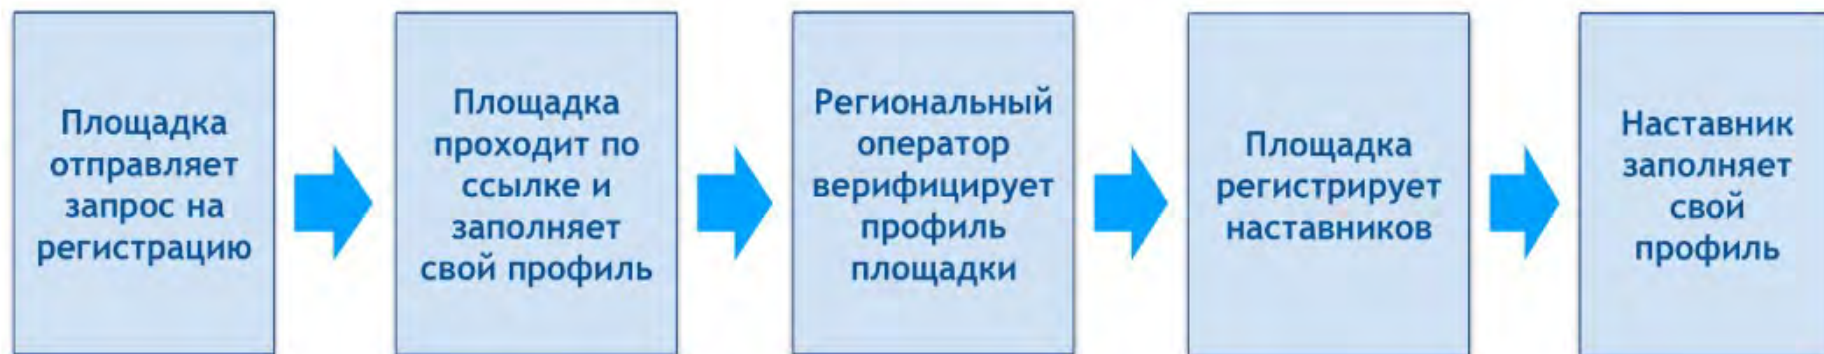 Площадка
отправляет
запрос на
регистрацию
Площадка
проходит по
ссылке и
заполняет
свой профиль
Региональный
оператор
верифицирует
профиль
площадки
Площадка
регистрирует
наставников
Наставник
заполняет
свой
профиль